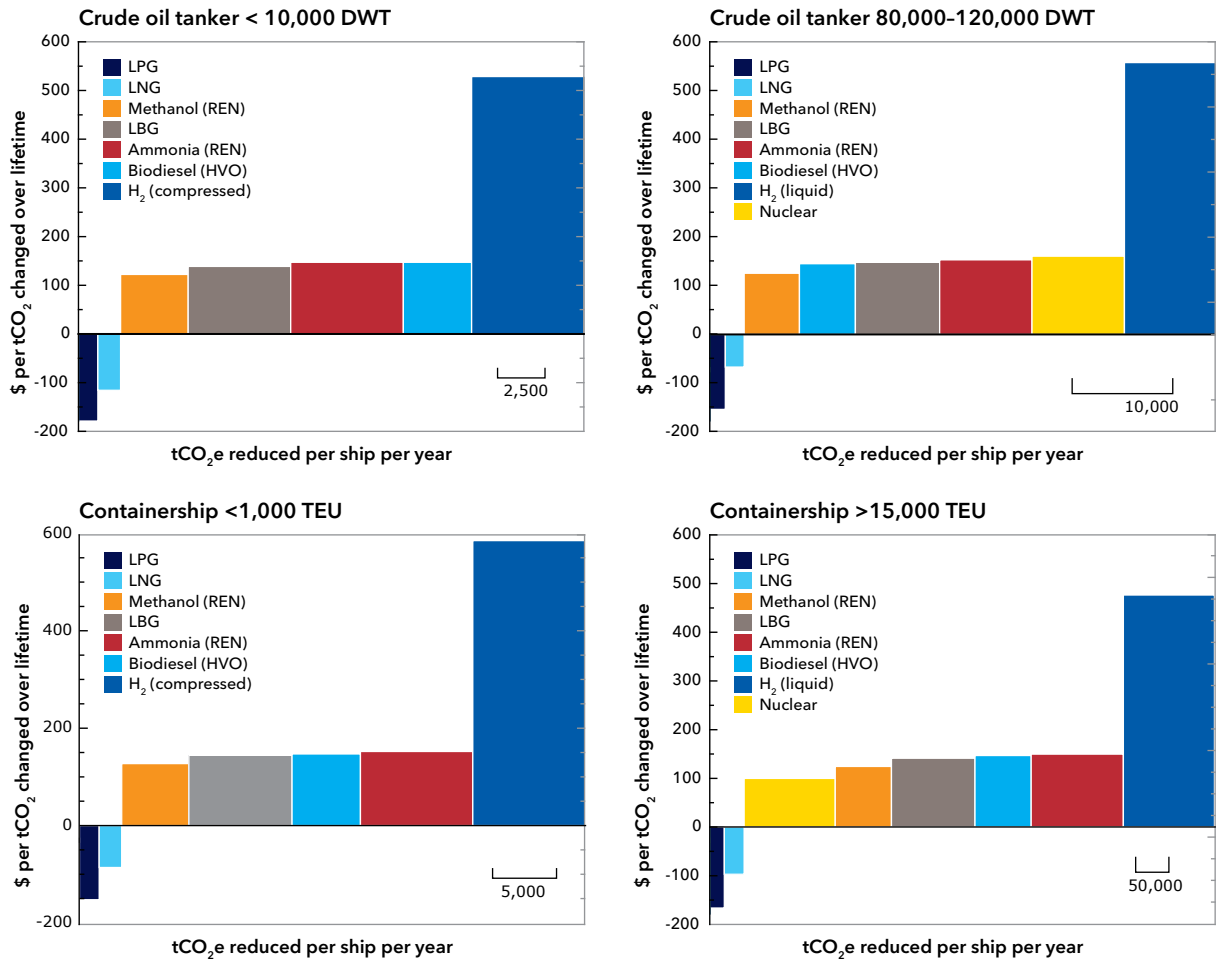 Crude oil tanker < 10,000 DWT
600
500
400
300
200
100
0
-100
-200
$ per tCO₂ changed over lifetime
LPG
LNG
Methanol (REN)
LBG
Ammonia (REN)
Biodiesel (HVO)
H₂ (compressed)
2,500
tCO₂e reduced per ship per year
Crude oil tanker 80,000–120,000 DWT
600
500
400
300
200
100
0
-100
-200
$ per tCO₂ changed over lifetime
LPG
LNG
Methanol (REN)
LBG
Ammonia (REN)
Biodiesel (HVO)
H₂ (liquid)
Nuclear
10,000
tCO₂e reduced per ship per year
Containership <1,000 TEU
600
400
200
0
-200
$ per tCO₂ changed over lifetime
LPG
LNG
Methanol (REN)
LBG
Ammonia (REN)
Biodiesel (HVO)
H₂ (compressed)
5,000
tCO₂e reduced per ship per year
Containership >15,000 TEU
600
500
400
300
200
100
0
-100
-200
$ per tCO₂ changed over lifetime
LPG
LNG
Methanol (REN)
LBG
Ammonia (REN)
Biodiesel (HVO)
H₂ (liquid)
Nuclear
50,000
tCO₂e reduced per ship per year